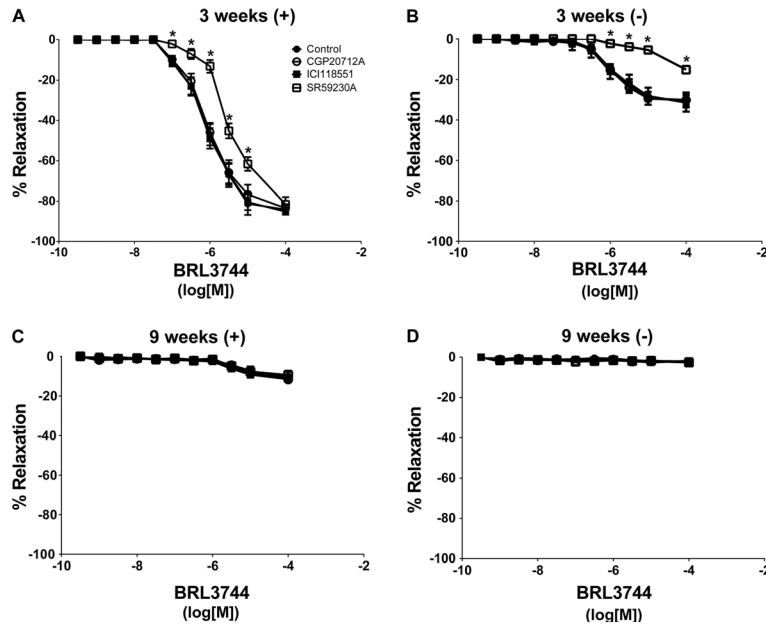 A
3 weeks (+)
0
-20
-40
-60
-80
-100
% Relaxation
* * * * *
Control
CGP20712A
ICI118551
SR59230A
-10 -8 -6 -4 -2
BRL3744
(log[M])
B
3 weeks (-)
0
-20
-40
-60
-80
-100
% Relaxation
* * * *
-10 -8 -6 -4 -2
BRL3744
(log[M])
C
9 weeks (+)
0
-20
-40
-60
-80
-100
% Relaxation
-10 -8 -6 -4 -2
BRL3744
(log[M])
D
9 weeks (-)
0
-20
-40
-60
-80
-100
% Relaxation
-10 -8 -6 -4 -2
BRL3744
(log[M])